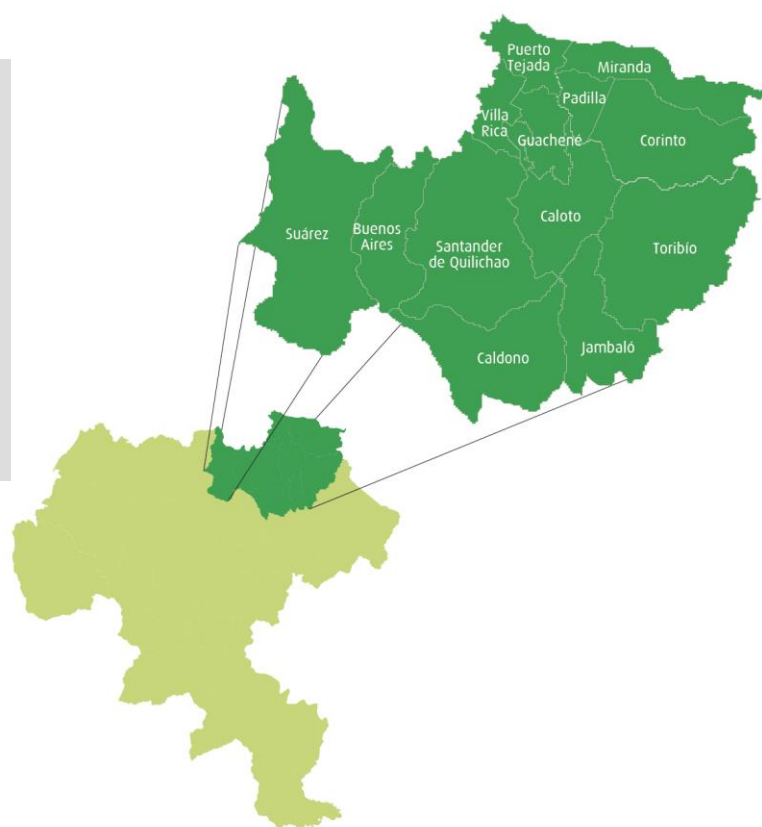 Puerto
Tejada
Miranda
Padilla
Villa
Rica
Guachené
Corinto
Suárez
Buenos
Aires
Santander
de Quilichao
Caloto
Toribío
Caldono
Jambaló